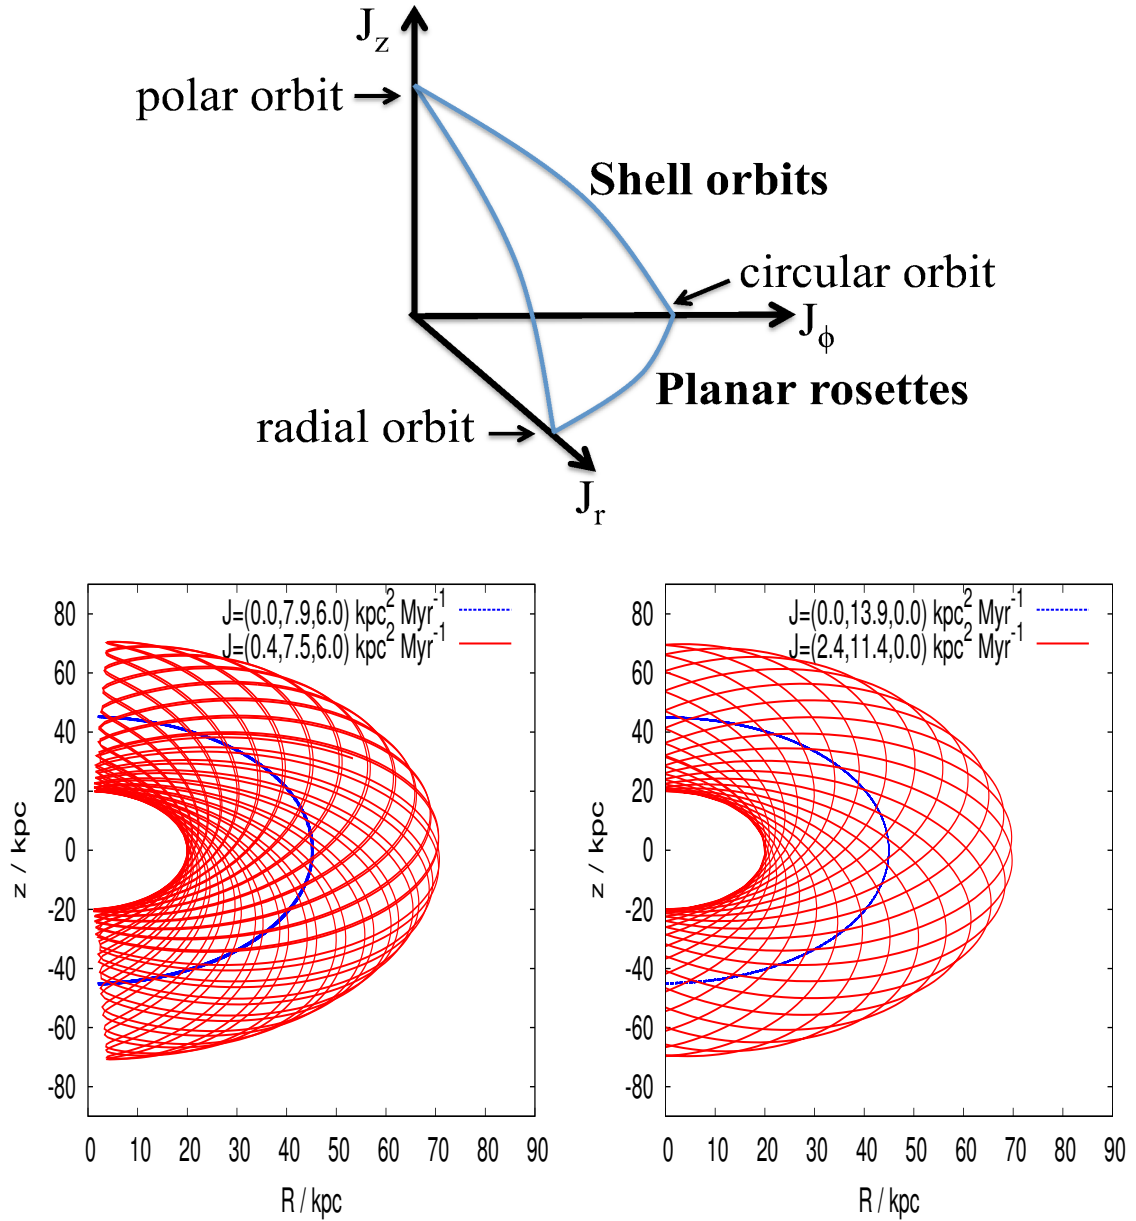 J_z
polar orbit
Shell orbits
circular orbit
J_ϕ
Planar rosettes
radial orbit
J_r
J=(0.0,7.9,6.0) kpc² Myr⁻¹
J=(0.4,7.5,6.0) kpc² Myr⁻¹
80
60
40
20
0
-20
-40
-60
-80
z / kpc
0 10 20 30 40 50 60 70 80 90
R / kpc
J=(0.0,13.9,0.0) kpc² Myr⁻¹
J=(2.4,11.4,0.0) kpc² Myr⁻¹
80
60
40
20
0
-20
-40
-60
-80
z / kpc
0 10 20 30 40 50 60 70 80 90
R / kpc